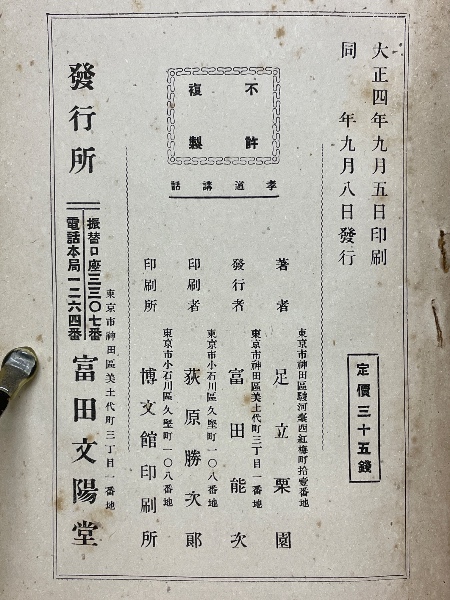 大正四年九月五日印刷
同 年九月八日發行
定價三十五錢
不許
複製
孝道講話
東京市神田區駿河臺西紅梅町拾壹番地
著者 足立栗園
東京市神田區美土代町三丁目一番地
發行者 富田能次
東京市小石川區久堅町一〇八番地
印刷者 荻原勝次郞
東京市小石川區久堅町一〇八番地
印刷所 博文館印刷所
東京市神田區美土代町三丁目一番地
發行所 富田文陽堂
振替口座三三〇七番
電話本局一二六四番